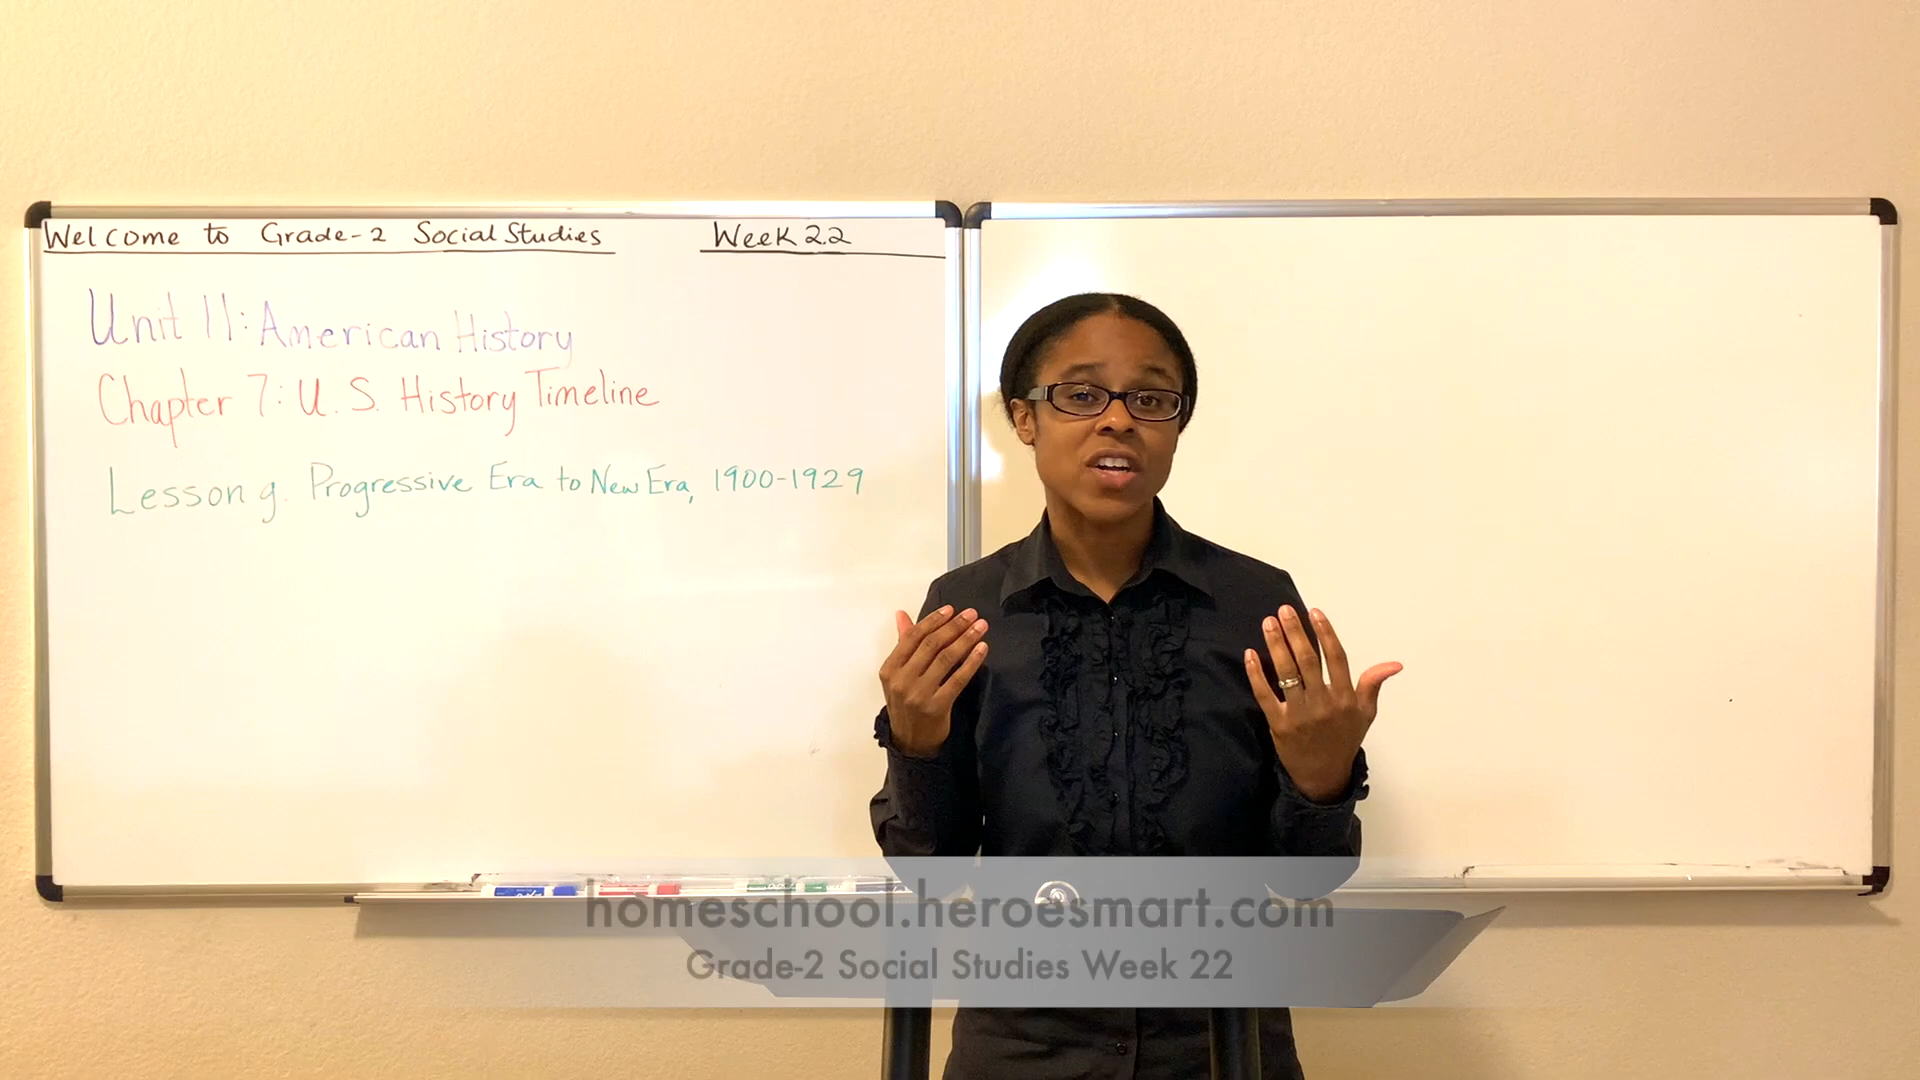 Welcome to Grade-2 Social Studies Week 22
Unit 11: American History
Chapter 7: U.S. History Timeline
Lesson g. Progressive Era to New Era, 1900-1929
homeschool.heroesmart.com
Grade-2 Social Studies Week 22